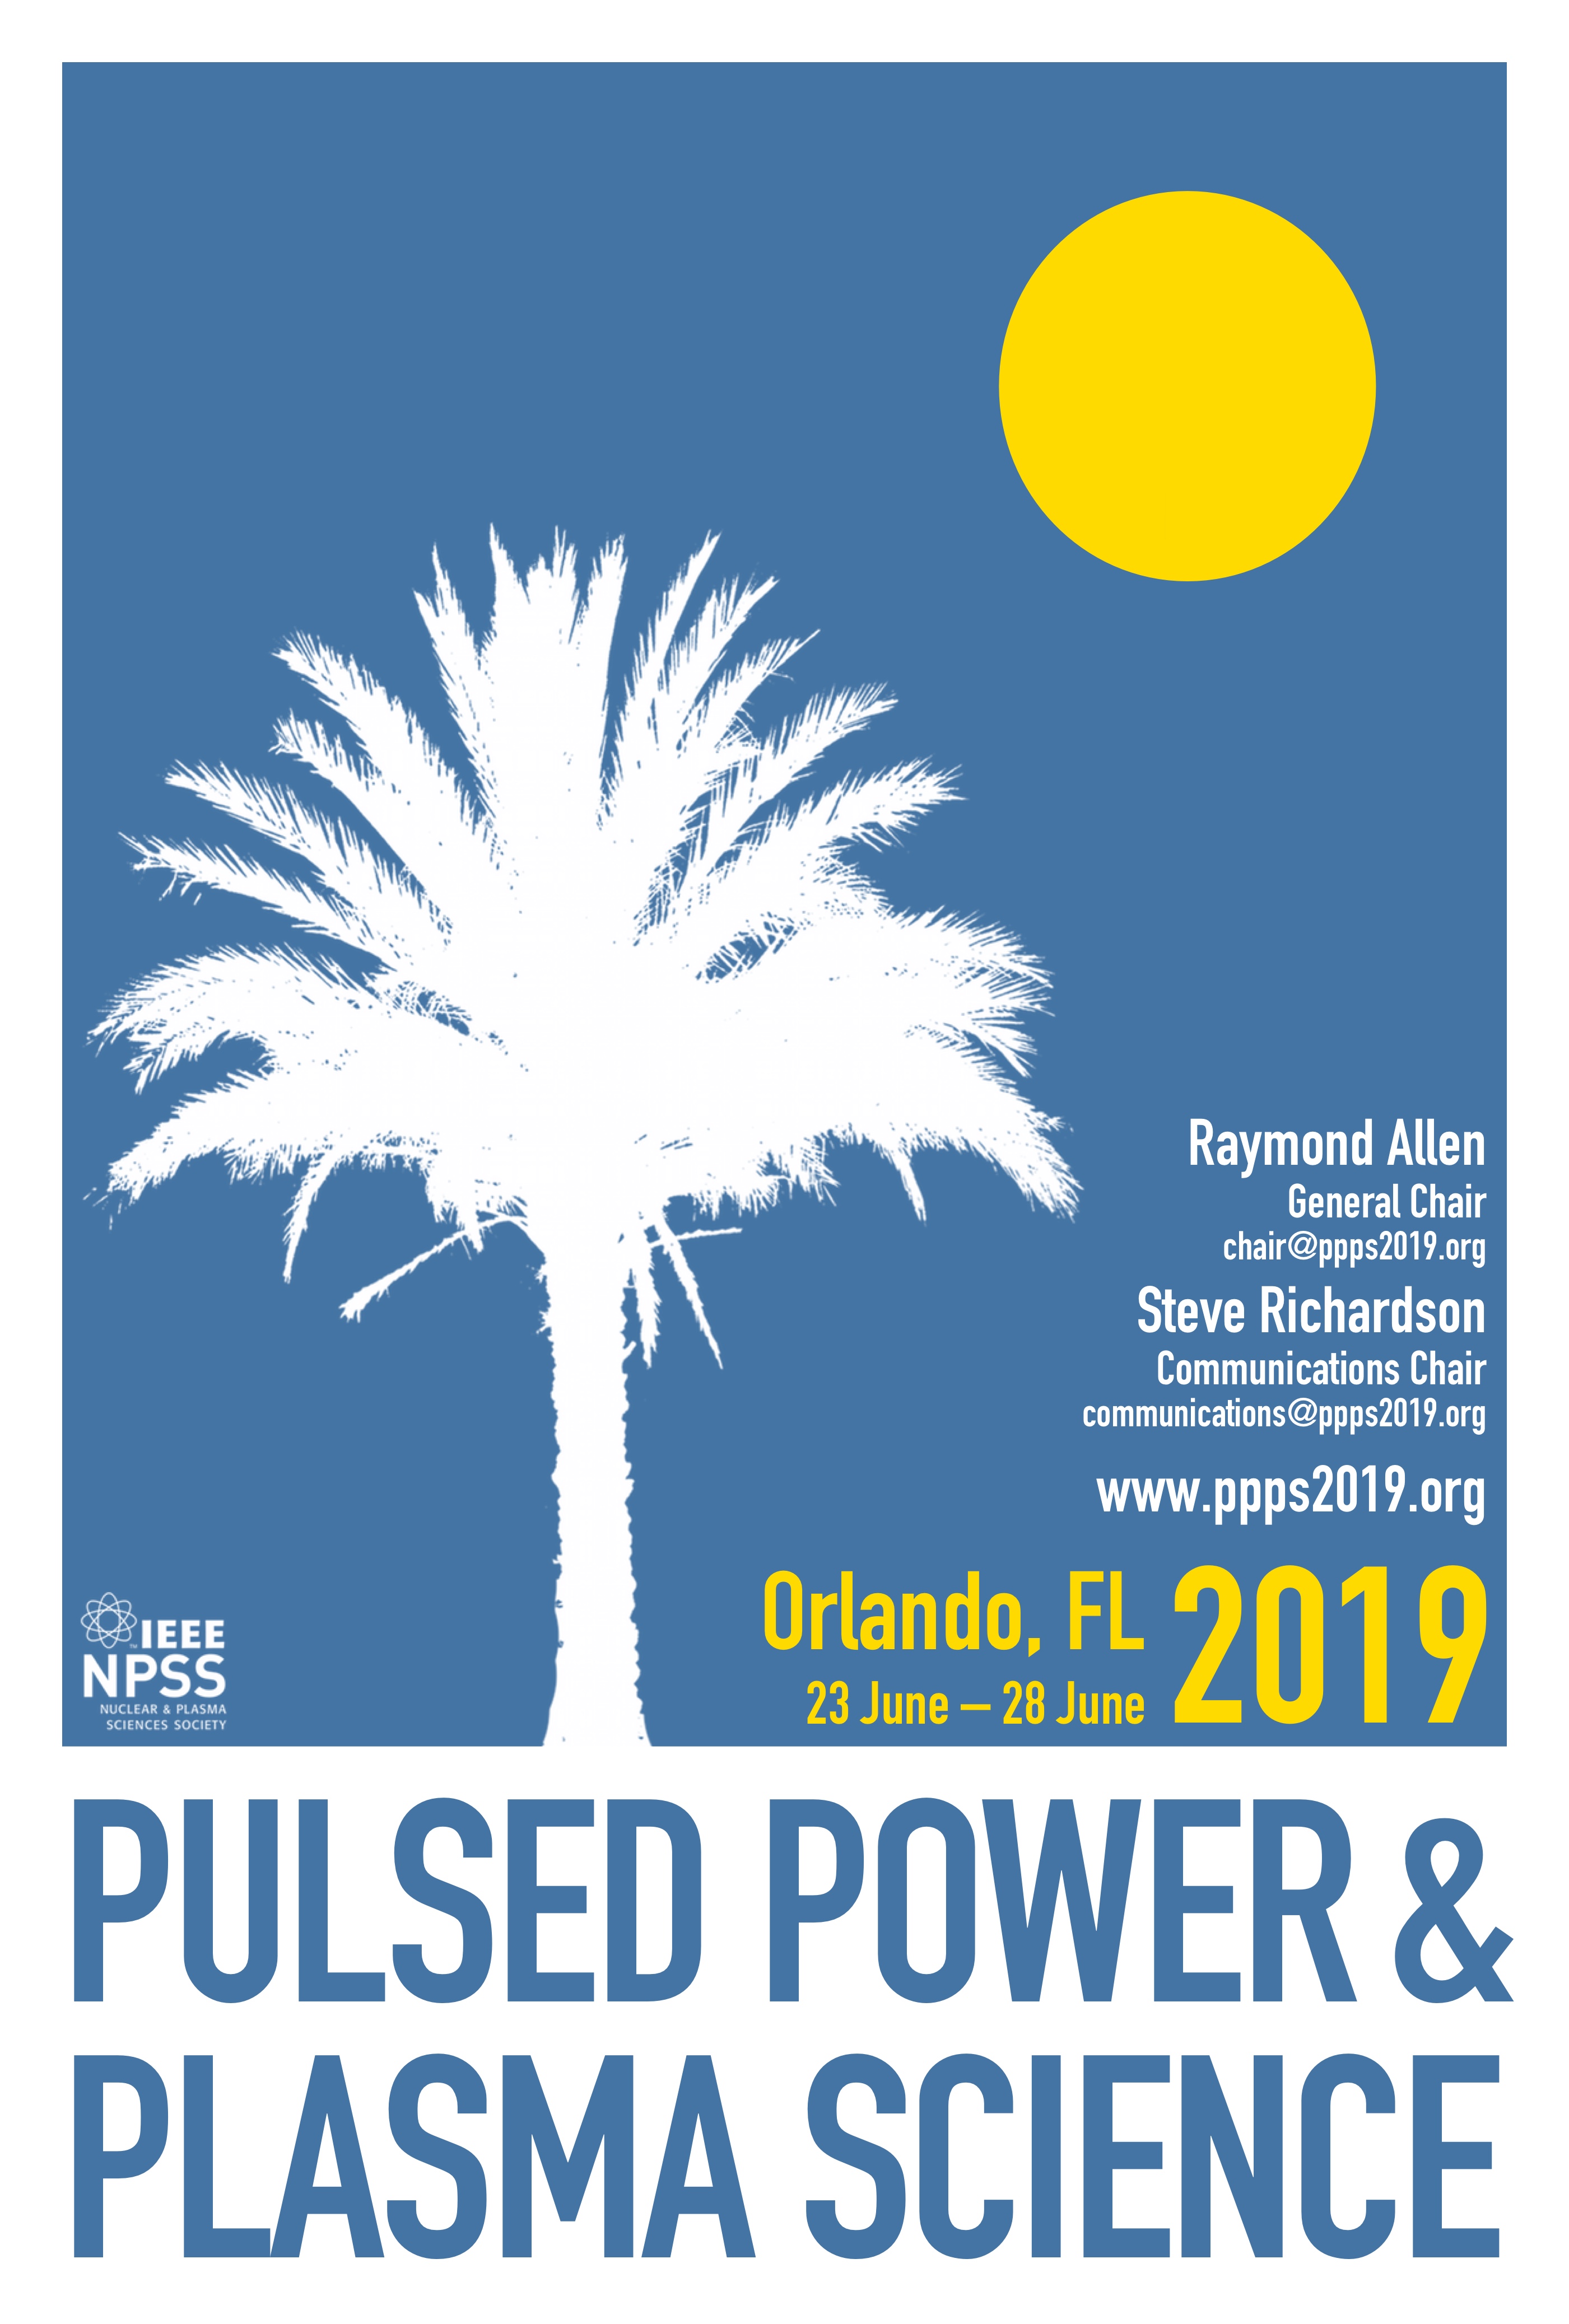 Raymond Allen
General Chair
chair@ppps2019.org
Steve Richardson
Communications Chair
communications@ppps2019.org
www.ppps2019.org
Orlando, FL 2019
23 June – 28 June
™IEEE
NPSS
NUCLEAR & PLASMA
SCIENCES SOCIETY
PULSED POWER &
PLASMA SCIENCE